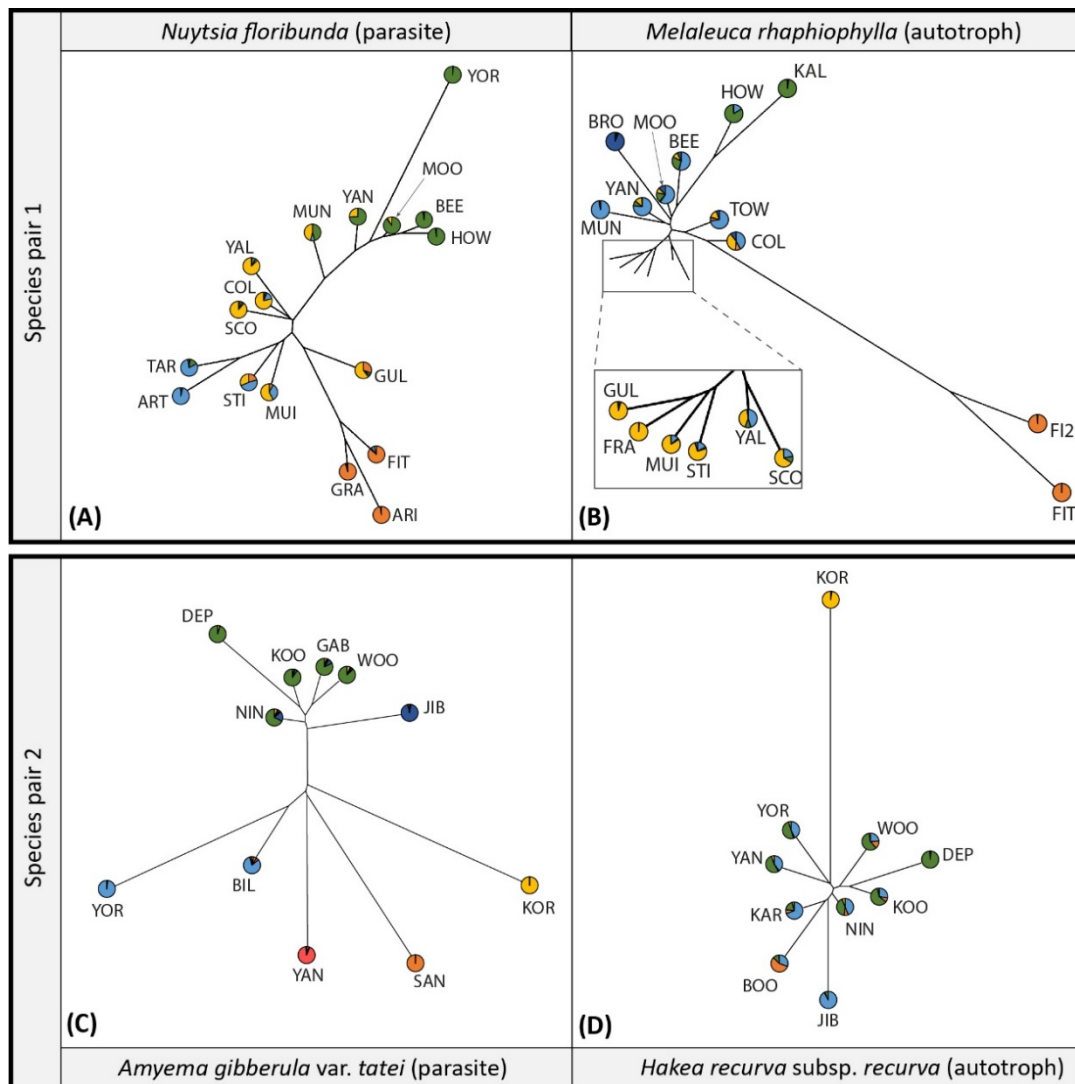 Nuytsia floribunda (parasite)
Melaleuca rhaphiophylla (autotroph)
Species pair 1
YOR
MOO
YAN
BEE
MUN
HOW
YAL
COL
SCO
TAR
ART
STI
MUI
GUL
FIT
GRA
ARI
(A)
KAL
HOW
BRO
MOO
BEE
YAN
MUN
TOW
COL
GUL
FRA
MUI
STI
YAL
SCO
FI2
FIT
(B)
Species pair 2
DEP
KOO
GAB
WOO
NIN
JIB
YOR
BIL
KOR
YAN
SAN
(C)
KOR
YOR
WOO
YAN
DEP
KAR
NIN
KOO
BOO
JIB
(D)
Amyema gibberula var. tatei (parasite)
Hakea recurva subsp. recurva (autotroph)